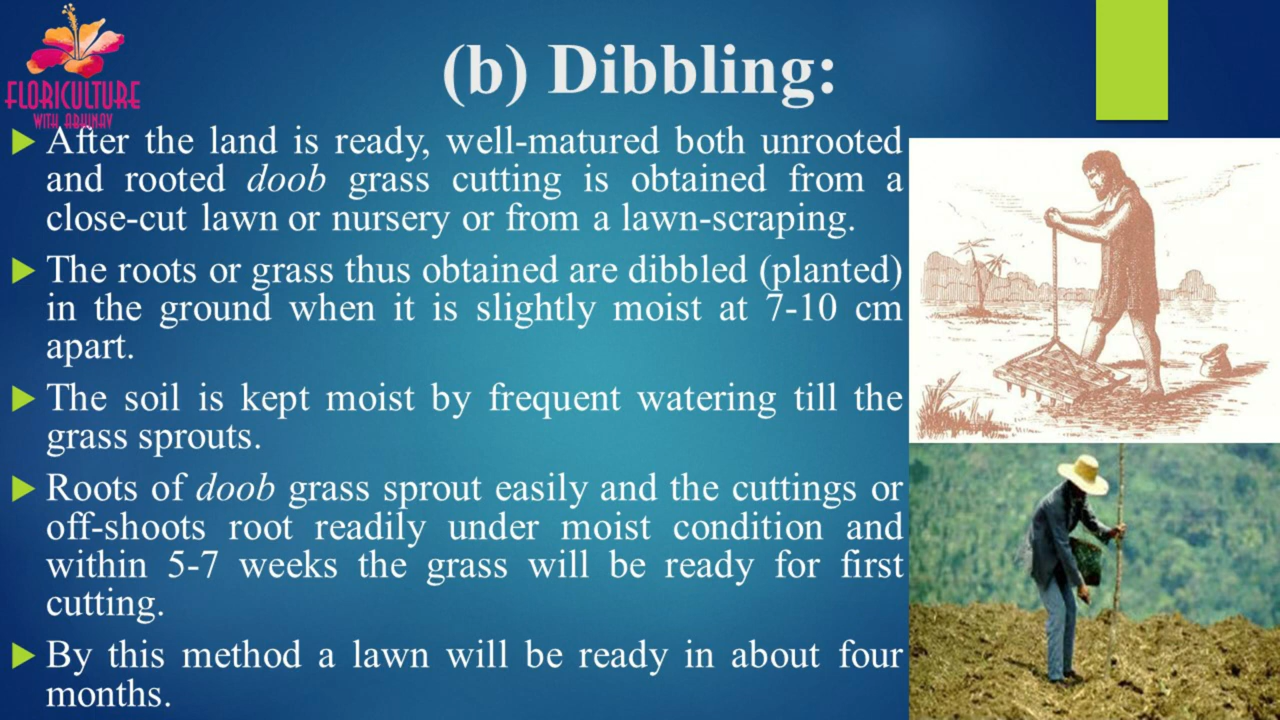 FLORICULTURE
WITH ABHINAV
(b) Dibbling:
After the land is ready, well-matured both unrooted
and rooted doob grass cutting is obtained from a
close-cut lawn or nursery or from a lawn-scraping.
The roots or grass thus obtained are dibbled (planted)
in the ground when it is slightly moist at 7-10 cm
apart.
The soil is kept moist by frequent watering till the
grass sprouts.
Roots of doob grass sprout easily and the cuttings or
off-shoots root readily under moist condition and
within 5-7 weeks the grass will be ready for first
cutting.
By this method a lawn will be ready in about four
months.